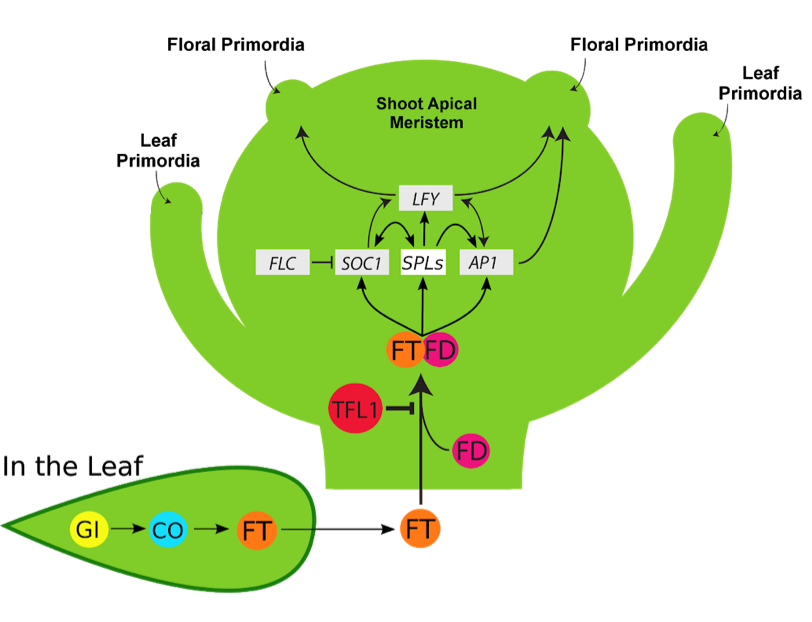 Floral Primordia
Floral Primordia
Leaf
Primordia
Shoot Apical
Meristem
Leaf
Primordia
LFY
FLC
SOC1
SPLs
AP1
FT
FD
TFL1
FD
In the Leaf
GI
CO
FT
FT